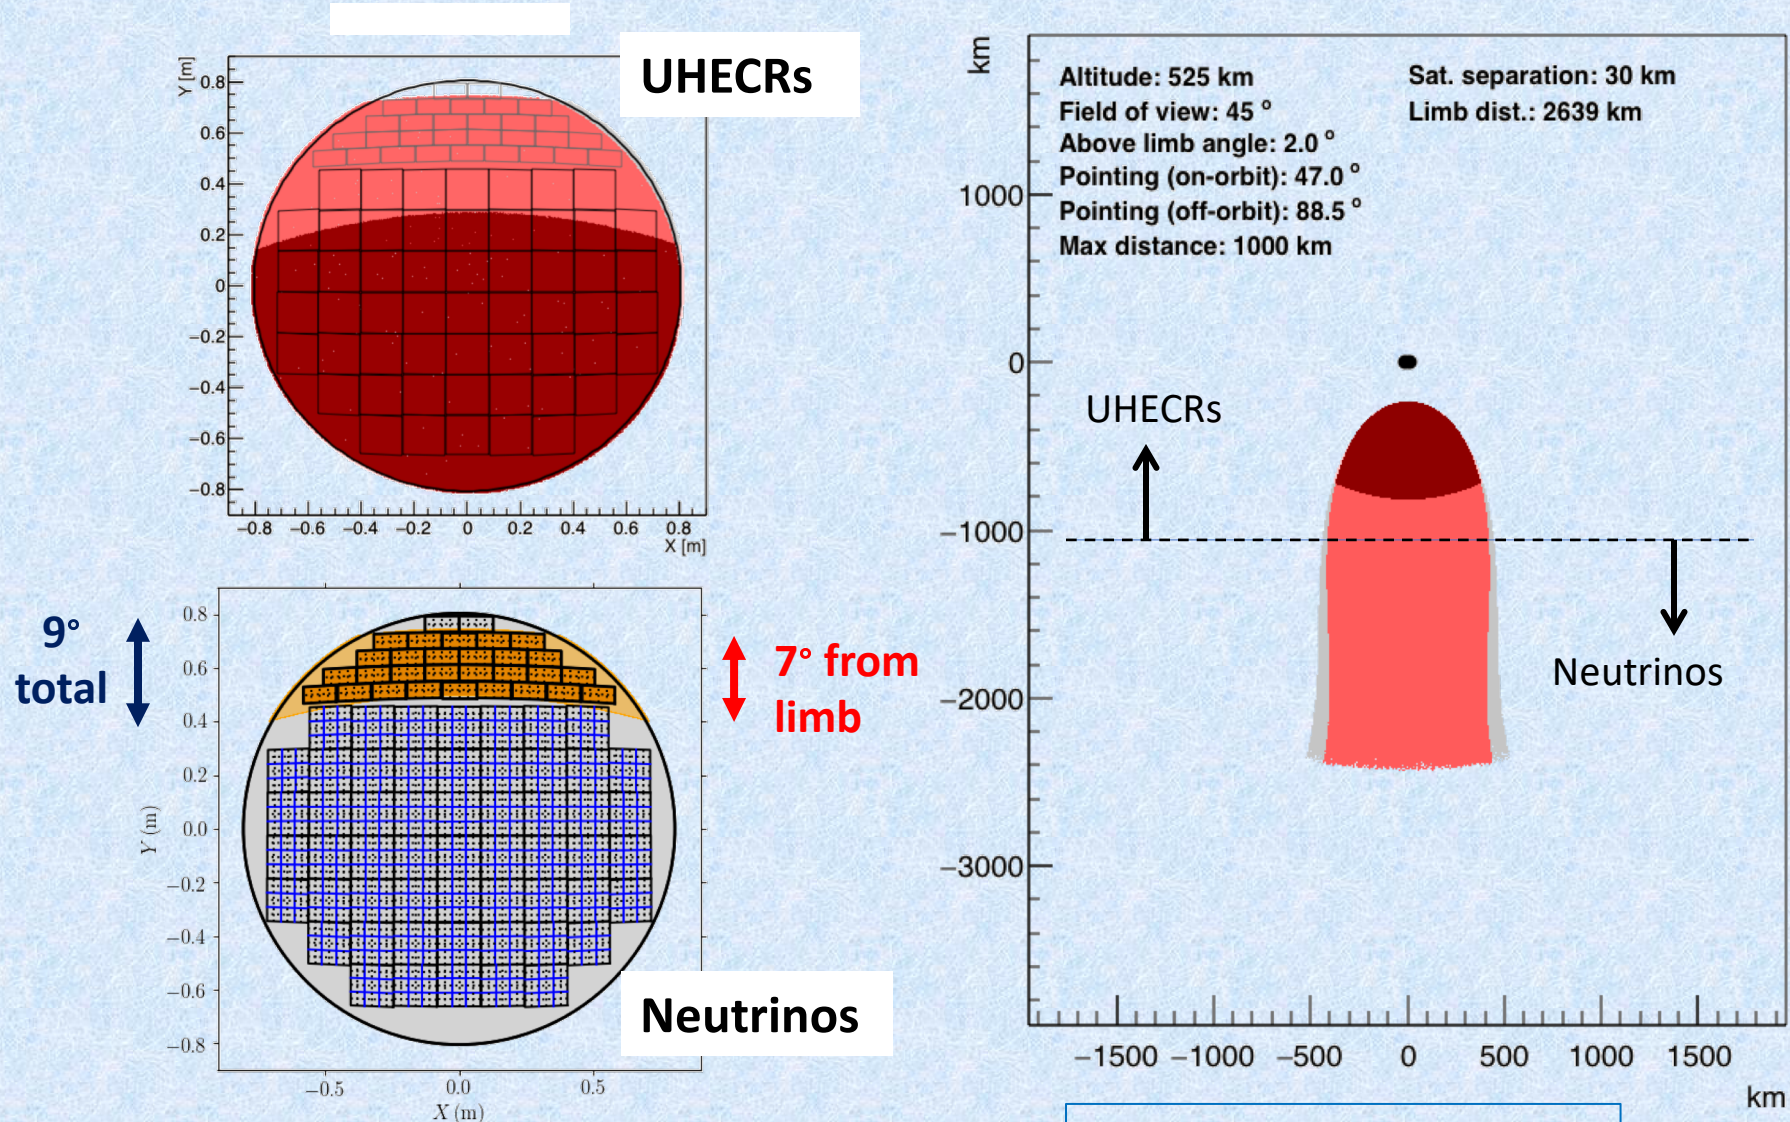 UHECRs
Y [m]
0.8
0.6
0.4
0.2
0
−0.2
−0.4
−0.6
−0.8
−0.8 −0.6 −0.4 −0.2 0 0.2 0.4 0.6 0.8
X [m]
9° total
7° from limb
Y (m)
0.8
0.6
0.4
0.2
0.0
−0.2
−0.4
−0.6
−0.8
−0.5 0.0 0.5
X (m)
Neutrinos
km
Altitude: 525 km
Field of view: 45 °
Above limb angle: 2.0 °
Pointing (on-orbit): 47.0 °
Pointing (off-orbit): 88.5 °
Max distance: 1000 km
Sat. separation: 30 km
Limb dist.: 2639 km
1000
0
−1000
−2000
−3000
UHECRs
Neutrinos
−1500 −1000 −500 0 500 1000 1500
km